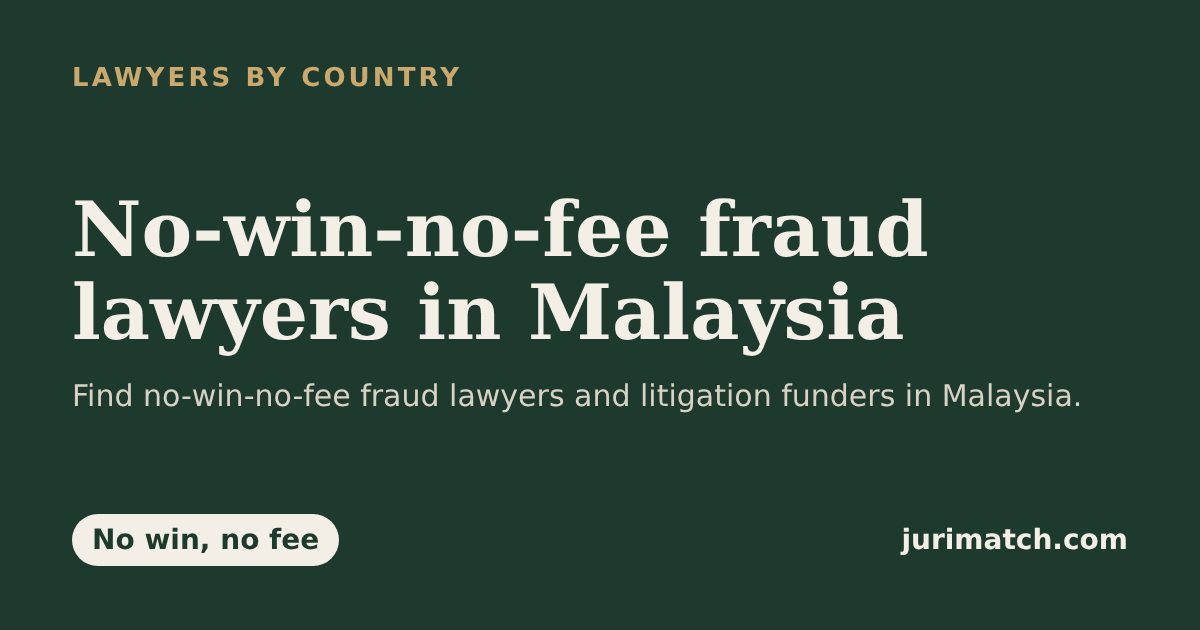 LAWYERS BY COUNTRY
No-win-no-fee fraud
lawyers in Malaysia
Find no-win-no-fee fraud lawyers and litigation funders in Malaysia.
No win, no fee
jurimatch.com